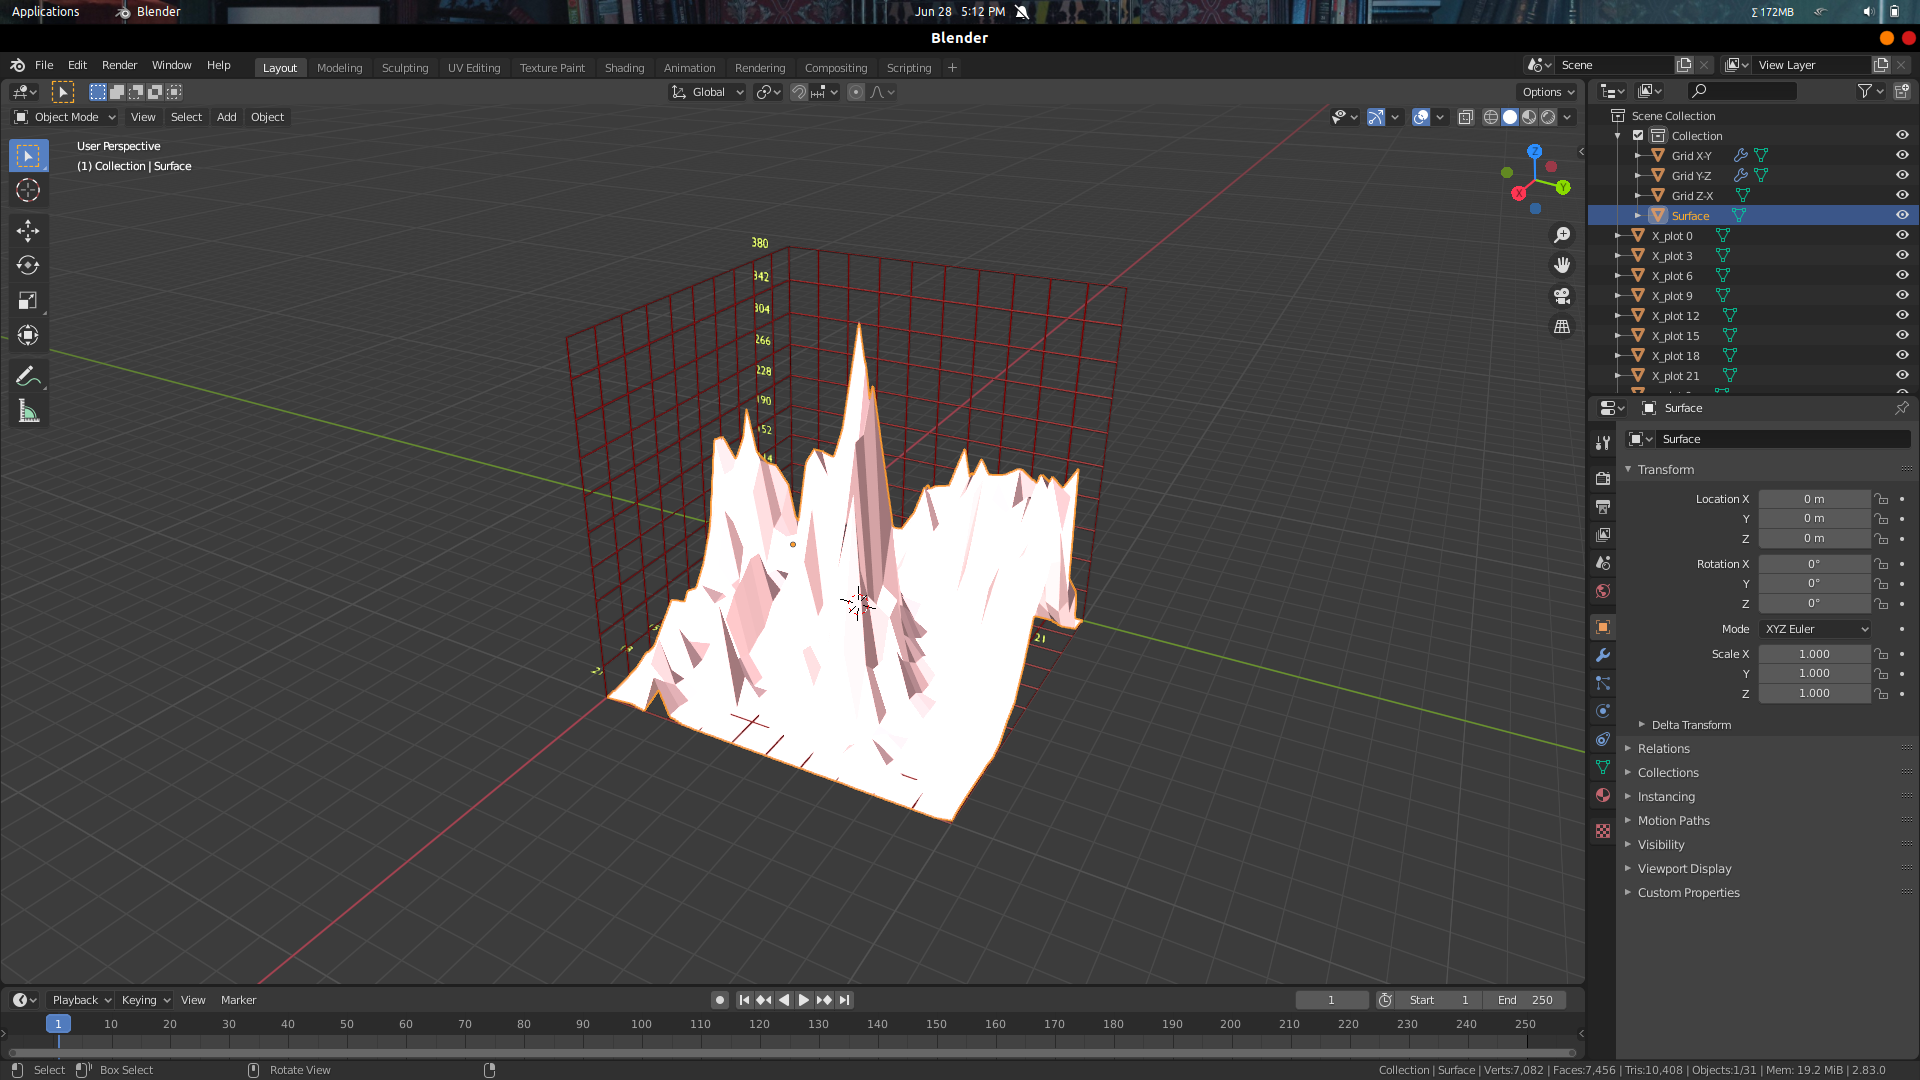 Applications Blender Jun 28 5:12 PM Σ 172MB
Blender
File Edit Render Window Help Layout Modeling Sculpting UV Editing Texture Paint Shading Animation Rendering Compositing Scripting + Scene View Layer
Global Options
Object Mode View Select Add Object
User Perspective
(1) Collection | Surface
Z
Y
X
380
342
304
266
228
190
152
21
Scene Collection
Collection
Grid X-Y
Grid Y-Z
Grid Z-X
Surface
X_plot 0
X_plot 3
X_plot 6
X_plot 9
X_plot 12
X_plot 15
X_plot 18
X_plot 21
Surface
Surface
Transform
Location X 0 m
Y 0 m
Z 0 m
Rotation X 0°
Y 0°
Z 0°
Mode XYZ Euler
Scale X 1.000
Y 1.000
Z 1.000
Delta Transform
Relations
Collections
Instancing
Motion Paths
Visibility
Viewport Display
Custom Properties
Playback Keying View Marker 1 Start 1 End 250
1 10 20 30 40 50 60 70 80 90 100 110 120 130 140 150 160 170 180 190 200 210 220 230 240 250
Select Box Select Rotate View Collection | Surface | Verts:7,082 | Faces:7,456 | Tris:10,408 | Objects:1/31 | Mem: 19.2 MiB | 2.83.0